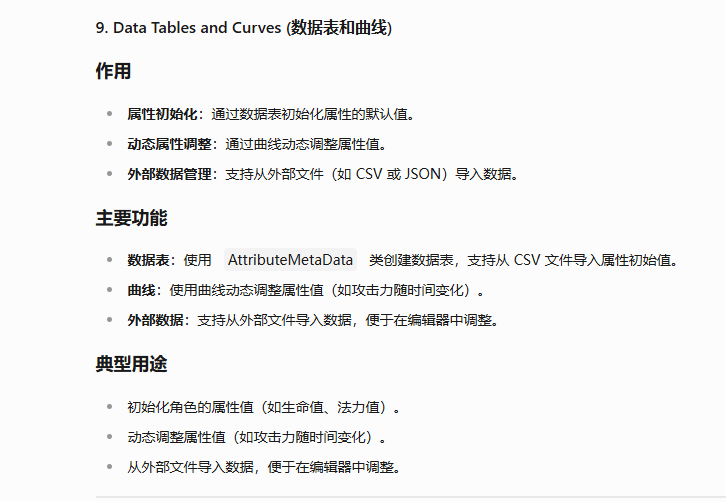 9. Data Tables and Curves (数据表和曲线)
作用
• 属性初始化：通过数据表初始化属性的默认值。
• 动态属性调整：通过曲线动态调整属性值。
• 外部数据管理：支持从外部文件（如 CSV 或 JSON）导入数据。
主要功能
• 数据表：使用 AttributeMetaData 类创建数据表，支持从 CSV 文件导入属性初始值。
• 曲线：使用曲线动态调整属性值（如攻击力随时间变化）。
• 外部数据：支持从外部文件导入数据，便于在编辑器中调整。
典型用途
• 初始化角色的属性值（如生命值、法力值）。
• 动态调整属性值（如攻击力随时间变化）。
• 从外部文件导入数据，便于在编辑器中调整。